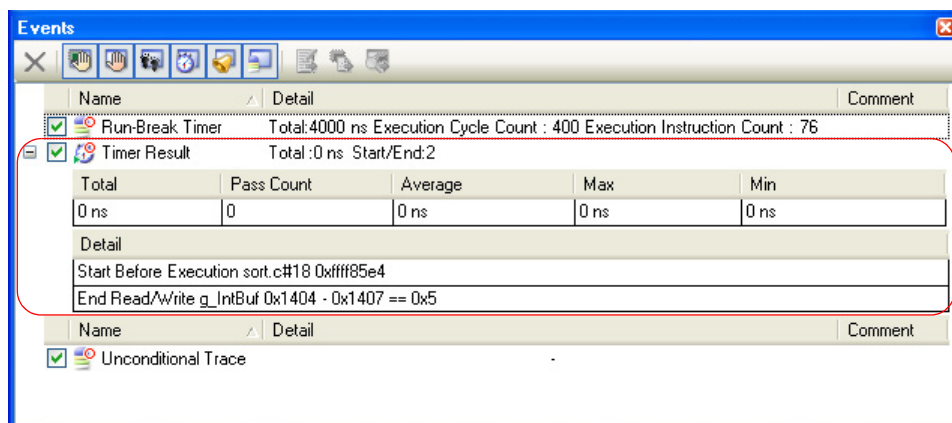 Events
Name Detail Comment
Run-Break Timer Total:4000 ns Execution Cycle Count : 400 Execution Instruction Count : 76
Timer Result Total :0 ns Start/End:2
Total Pass Count Average Max Min
0 ns 0 0 ns 0 ns 0 ns
Detail
Start Before Execution sort.c#18 0xffff85e4
End Read/Write g_IntBuf 0x1404 - 0x1407 == 0x5
Name Detail Comment
Unconditional Trace -